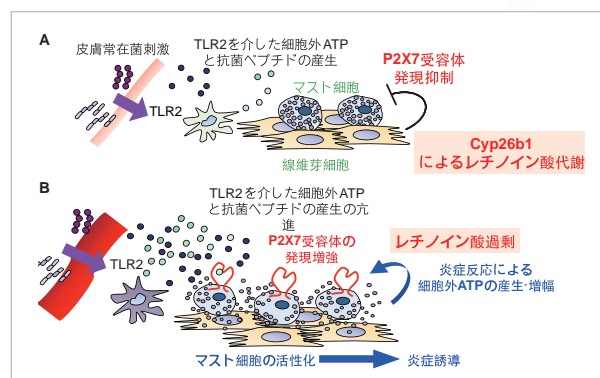 A
皮膚常在菌刺激
TLR2を介した細胞外ATP
と抗菌ペプチドの産生
P2X7受容体
発現抑制
マスト細胞
TLR2
線維芽細胞
Cyp26b1
によるレチノイン酸代謝
B
TLR2を介した細胞外ATP
と抗菌ペプチドの産生の亢
進
P2X7受容体の
発現増強
レチノイン酸過剰
TLR2
炎症反応による
細胞外ATPの産生·増幅
マスト細胞の活性化
炎症誘導